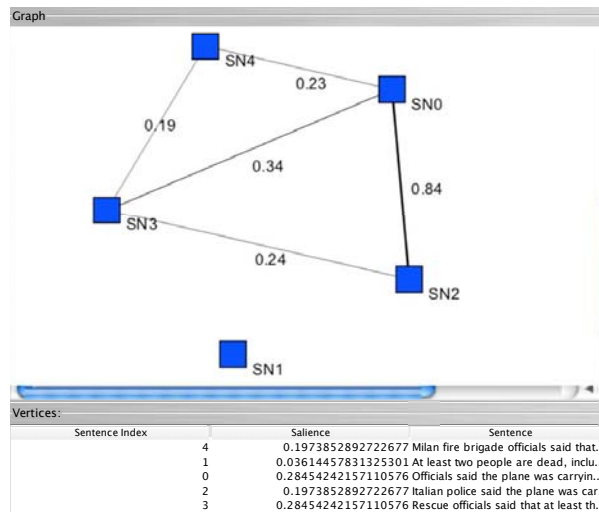 Graph
SN4
0.23
SN0
0.19
0.34
0.84
SN3
0.24
SN2
SN1
Vertices:
Sentence Index Salience Sentence
4 0.1973852892722677 Milan fire brigade officials said that.
1 0.03614457831325301 At least two people are dead, inclu..
0 0.28454242157110576 Officials said the plane was carryin..
2 0.1973852892722677 Italian police said the plane was car
3 0.28454242157110576 Rescue officials said that at least th.